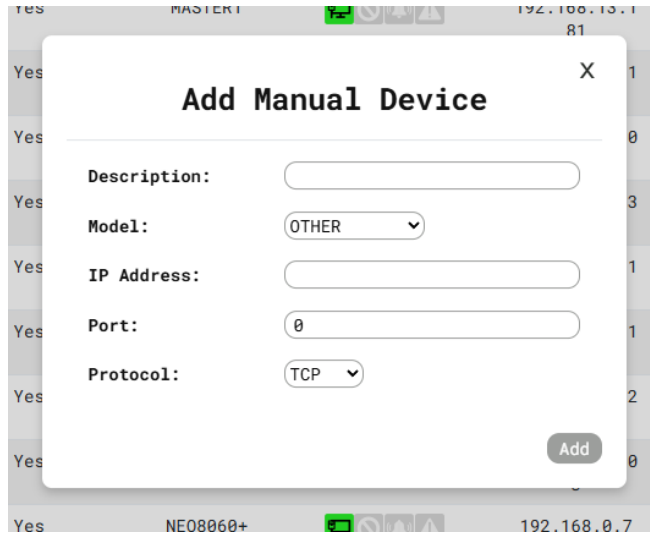 Yes MASTER1 192.168.13.1
81
X
Yes 1
Add Manual Device
Yes 0
Description:
Yes 3
Model: OTHER
Yes 1
IP Address:
Port: 0
Yes 1
Protocol: TCP
Yes 2
Add
Yes 0
Yes NEO8060+ 192.168.0.7